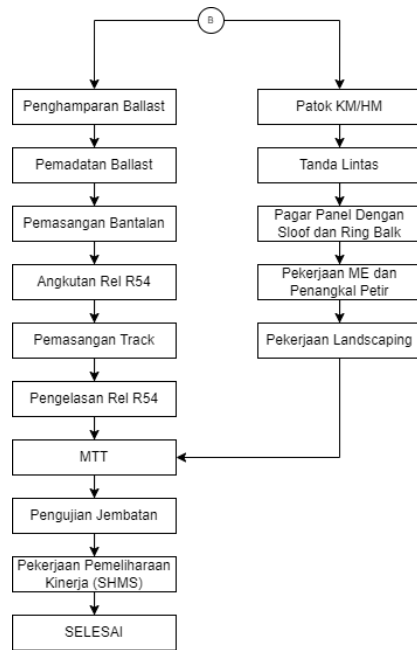 B
Penghamparan Ballast
Patok KM/HM
Pemadatan Ballast
Tanda Lintas
Pemasangan Bantalan
Pagar Panel Dengan
Sloof dan Ring Balk
Angkutan Rel R54
Pekerjaan ME dan
Penangkal Petir
Pemasangan Track
Pekerjaan Landscaping
Pengelasan Rel R54
MTT
Pengujian Jembatan
Pekerjaan Pemeliharaan
Kinerja (SHMS)
SELESAI